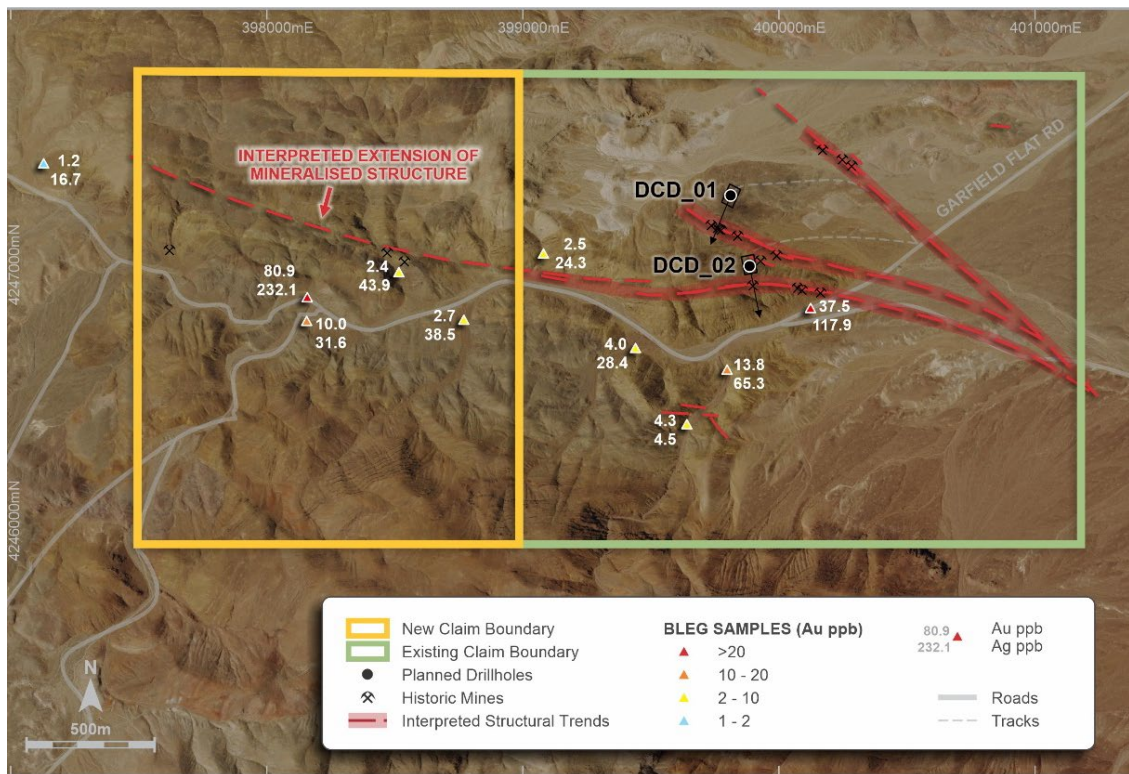 398000mE
399000mE
400000mE
401000mE
4247000mN
4246000mN
INTERPRETED EXTENSION OF
MINERALISED STRUCTURE
GARFIELD FLAT RD
DCD_01
DCD_02
1.2
16.7
80.9
232.1
10.0
31.6
2.4
43.9
2.7
38.5
2.5
24.3
4.0
28.4
13.8
65.3
4.3
4.5
37.5
117.9
N
500m
New Claim Boundary
Existing Claim Boundary
Planned Drillholes
Historic Mines
Interpreted Structural Trends
BLEG SAMPLES (Au ppb)
>20
10 - 20
2 - 10
1 - 2
80.9
232.1
Au ppb
Ag ppb
Roads
Tracks